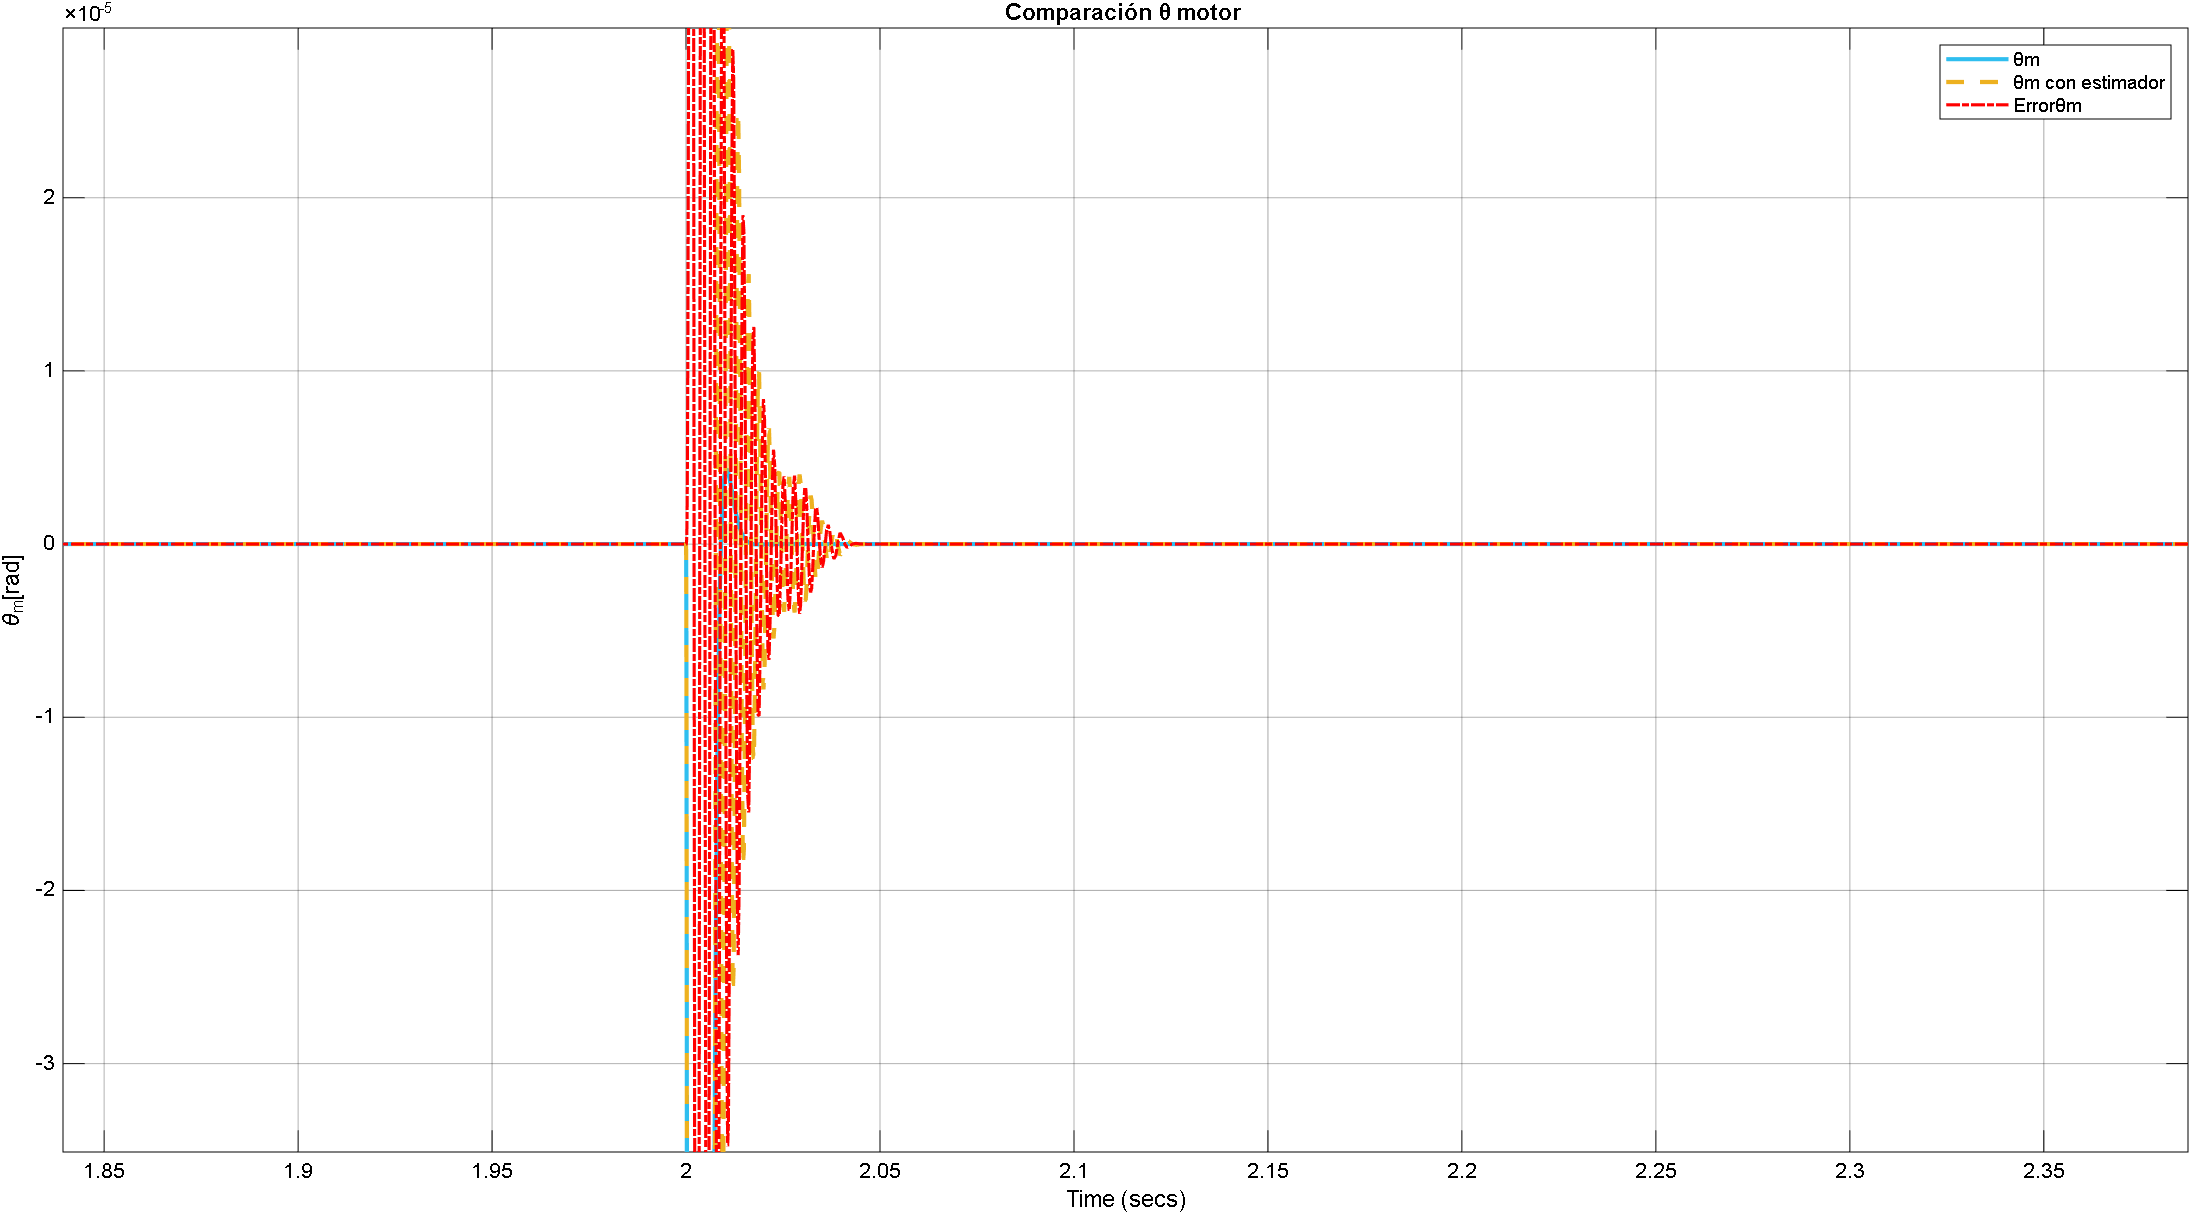 Comparación θ motor
×10-5
θm
θm con estimador
Errorθm
2
1
0
-1
-2
-3
θm[rad]
1.85 1.9 1.95 2 2.05 2.1 2.15 2.2 2.25 2.3 2.35
Time (secs)